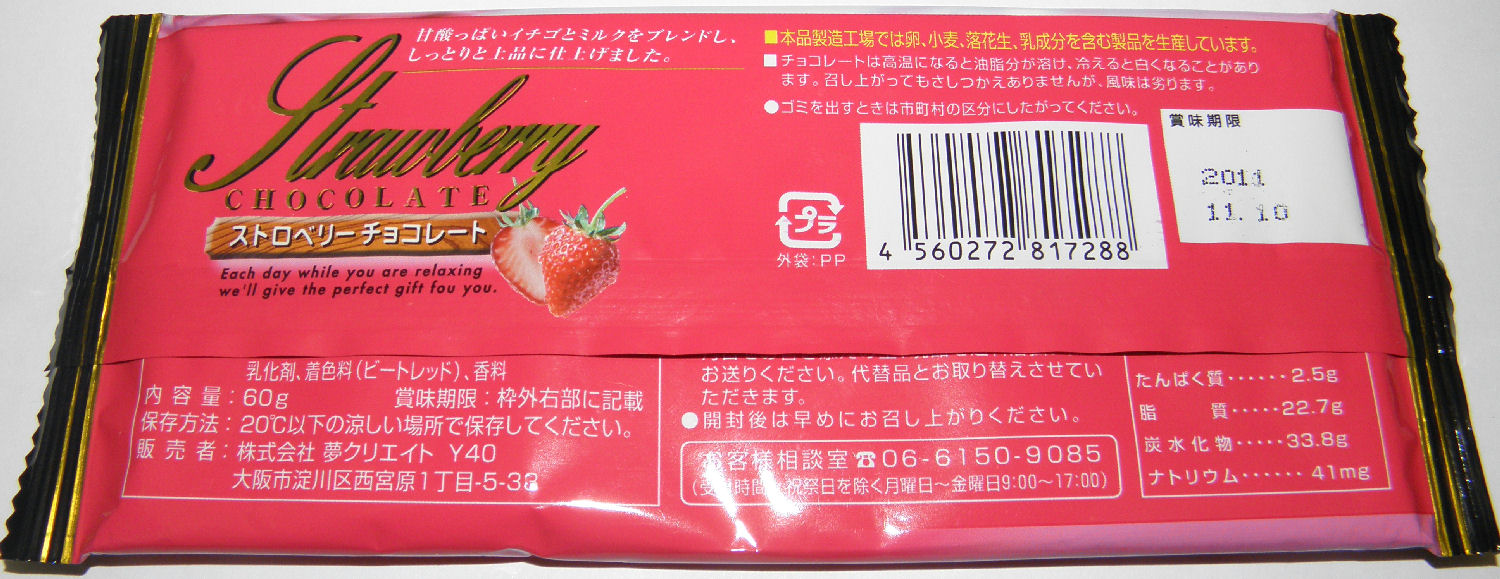 甘酸っぱいイチゴとミルクをブレンドし、
しっとりと上品に仕上げました。
Strawberry
CHOCOLATE
ストロベリーチョコレート
Each day while you are relaxing
we'll give the perfect gift fou you.
■本品製造工場では卵、小麦、落花生、乳成分を含む製品を生産しています。
■チョコレートは高温になると油脂分が溶け、冷えると白くなることがあり
ます。召し上がってもさしつかえありませんが、風味は劣ります。
●ゴミを出すときは市町村の区分にしたがってください。
プラ
外袋:PP
4 560272 817288
賞味期限
2011
11.10
乳化剤、着色料(ビートレッド)、香料
内容量:60g 賞味期限:枠外右部に記載
保存方法:20℃以下の涼しい場所で保存してください。
販売者:株式会社 夢クリエイト Y40
大阪市淀川区西宮原1丁目-5-33
お送りください。代替品とお取り替えさせてい
ただきます。
●開封後は早めにお召し上がりください。
お客様相談室☎06-6150-9085
祝祭日を除く月曜日〜金曜日9:00〜17:00)
たんぱく質······2.5g
脂質·····22.7g
炭水化物·····33.8g
ナトリウム······41mg